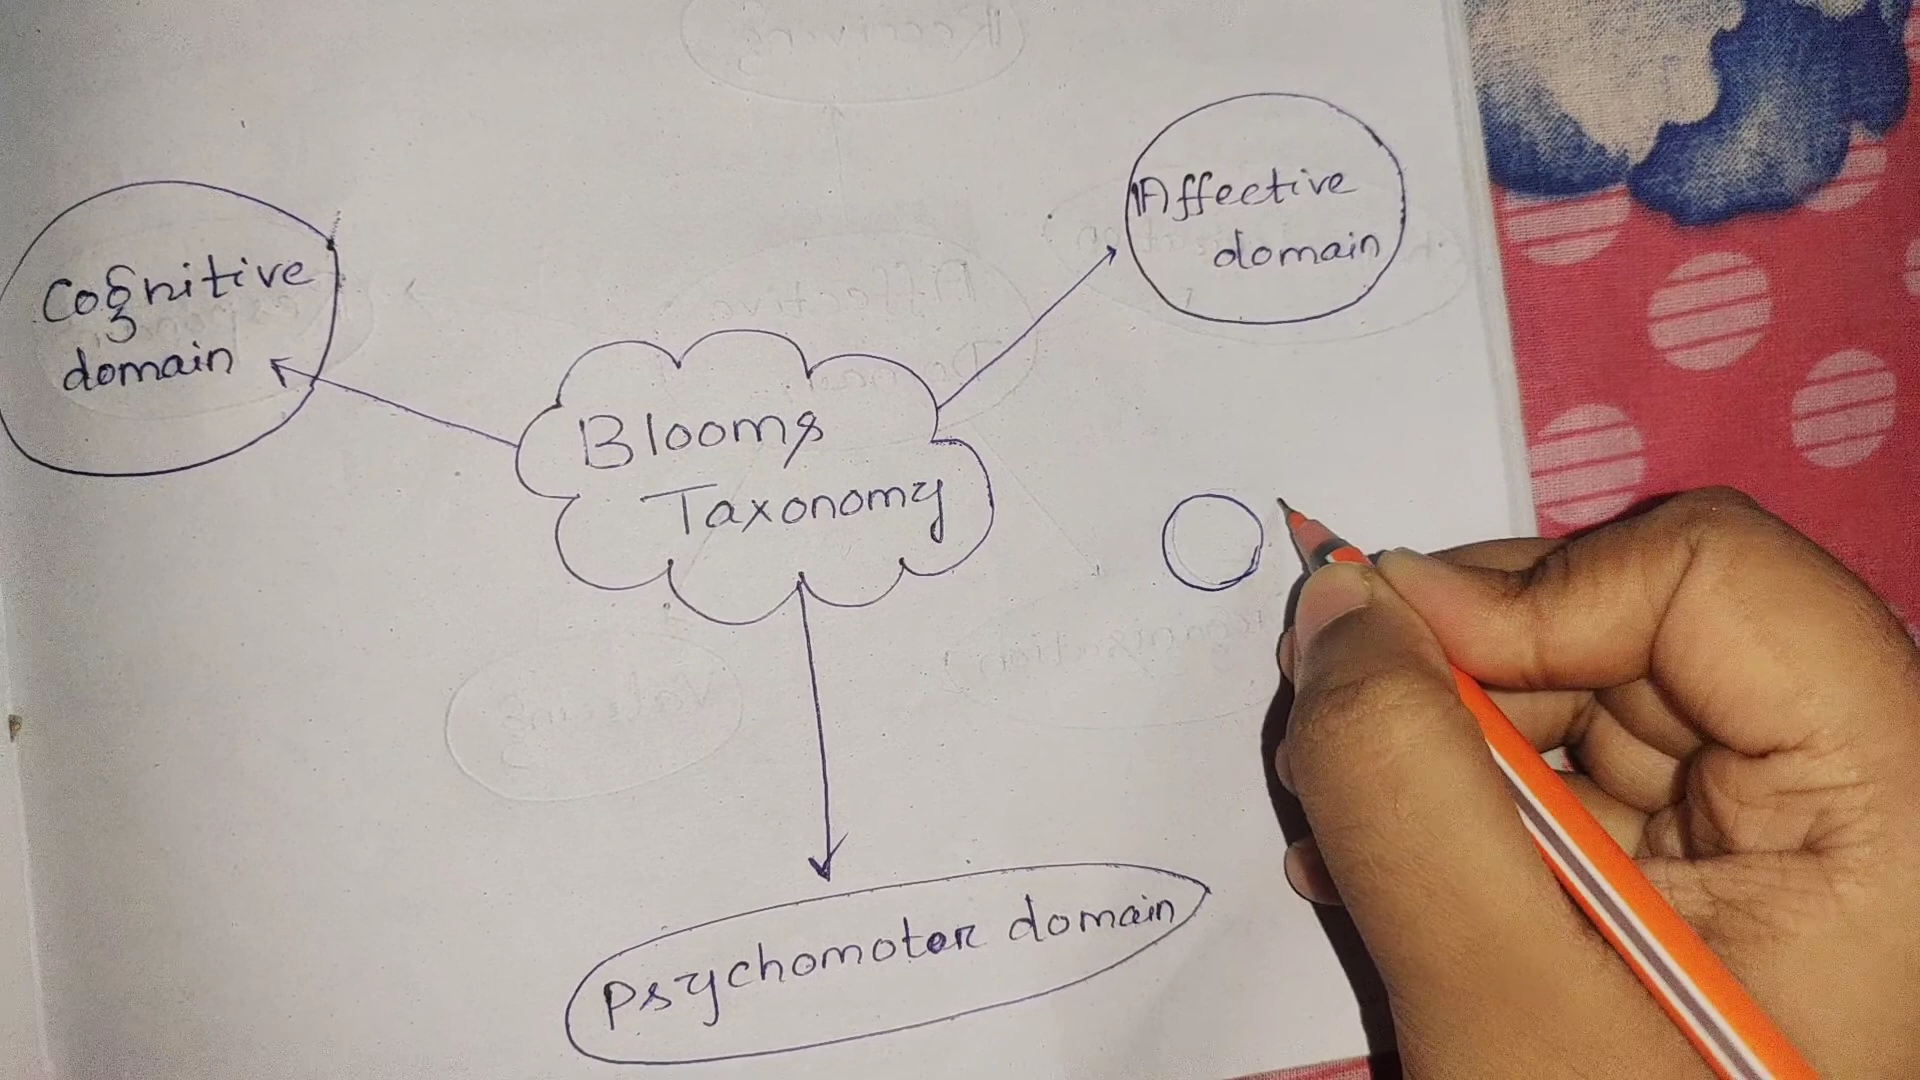 Affective
domain
Cognitive
domain
Blooms
Taxonomy
Psychomotor domain